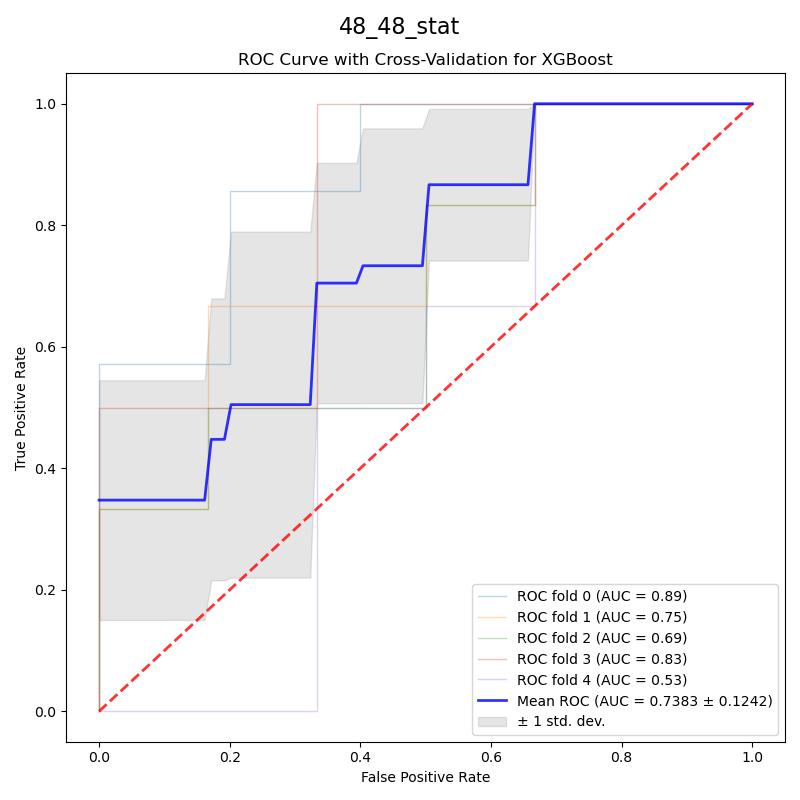 48_48_stat
ROC Curve with Cross-Validation for XGBoost
True Positive Rate
1.0
0.8
0.6
0.4
0.2
0.0
ROC fold 0 (AUC = 0.89)
ROC fold 1 (AUC = 0.75)
ROC fold 2 (AUC = 0.69)
ROC fold 3 (AUC = 0.83)
ROC fold 4 (AUC = 0.53)
Mean ROC (AUC = 0.7383 ± 0.1242)
± 1 std. dev.
0.0 0.2 0.4 0.6 0.8 1.0
False Positive Rate